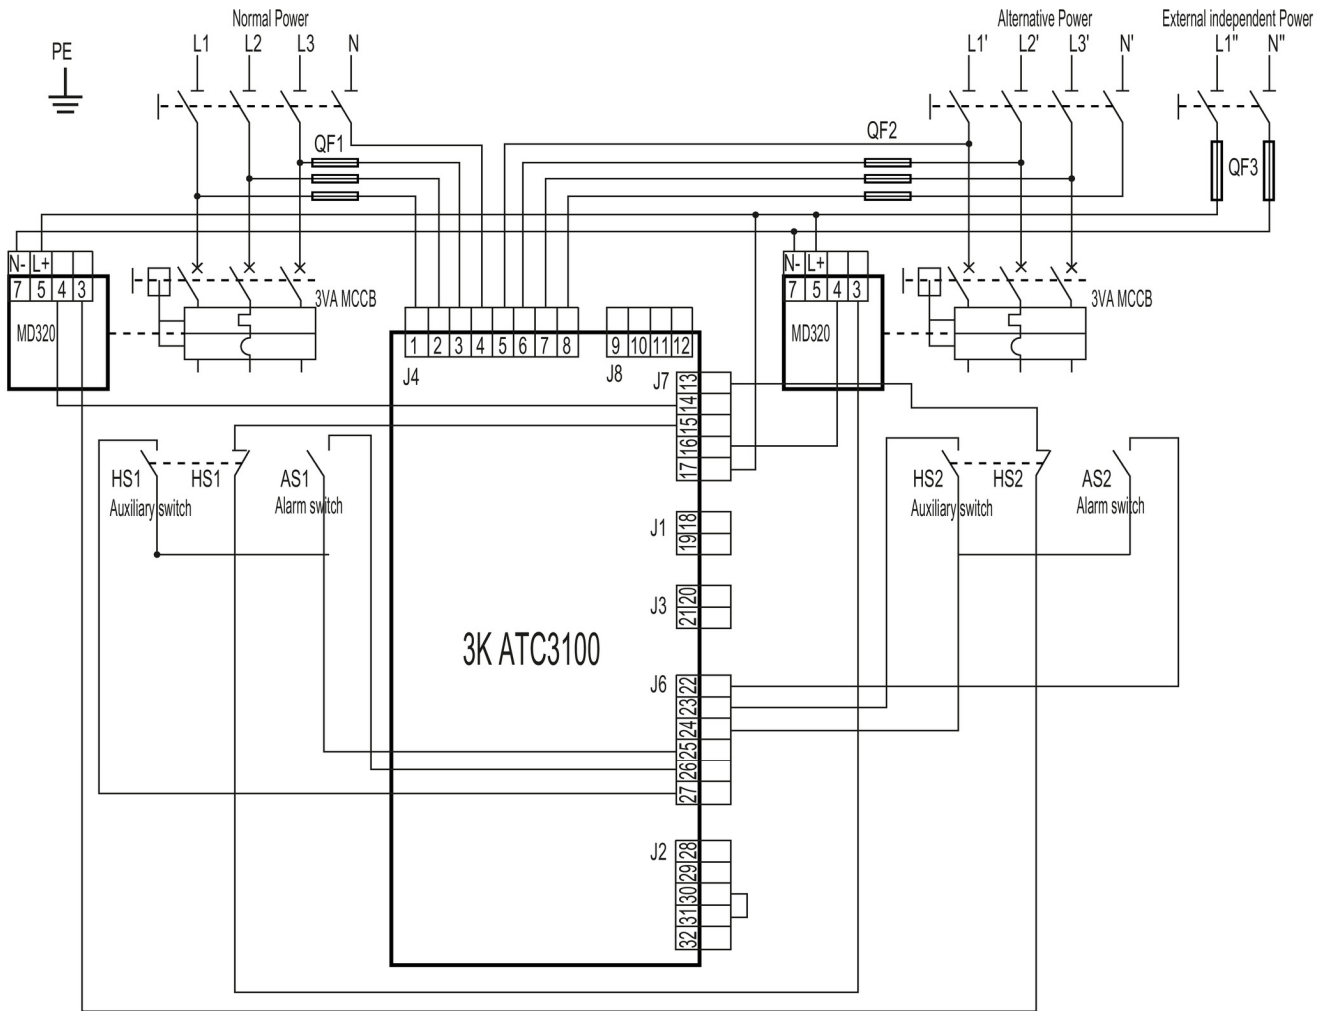 Normal Power
Alternative Power
External independent Power
PE
L1
L2
L3
N
L1'
L2'
L3'
N'
L1"
N"
QF1
QF2
QF3
N-
L+
7
5
4
3
MD320
3VA MCCB
N-
L+
7
5
4
3
MD320
3VA MCCB
1
2
3
4
5
6
7
8
9
10
11
12
J4
J8
J7
13
14
15
16
17
HS1
HS1
AS1
Auxiliary switch
Alarm switch
HS2
HS2
AS2
Auxiliary switch
Alarm switch
J1
18
19
J3
20
21
3K ATC3100
J6
22
23
24
25
26
27
J2
28
29
30
31
32